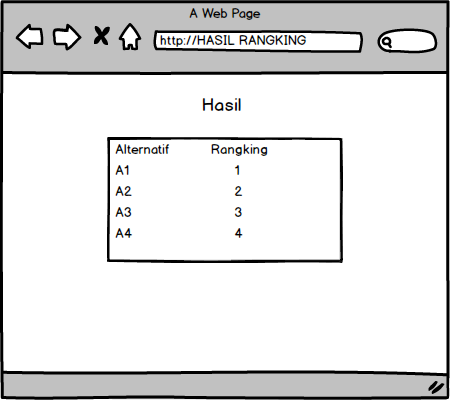 A Web Page
http://HASIL RANGKING
Hasil
Alternatif Rangking
A1 1
A2 2
A3 3
A4 4